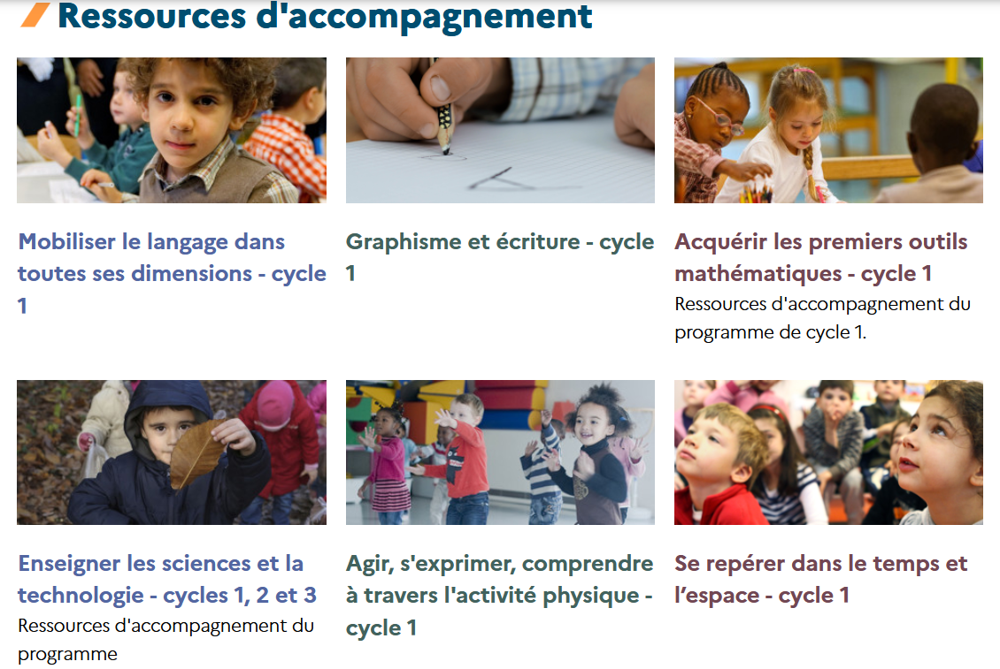 Ressources d'accompagnement
Mobiliser le langage dans
toutes ses dimensions - cycle
1
Graphisme et écriture - cycle
1
Acquérir les premiers outils
mathématiques - cycle 1
Ressources d'accompagnement du
programme de cycle 1.
Enseigner les sciences et la
technologie - cycles 1, 2 et 3
Ressources d'accompagnement du
programme
Agir, s'exprimer, comprendre
à travers l'activité physique -
cycle 1
Se repérer dans le temps et
l’espace - cycle 1